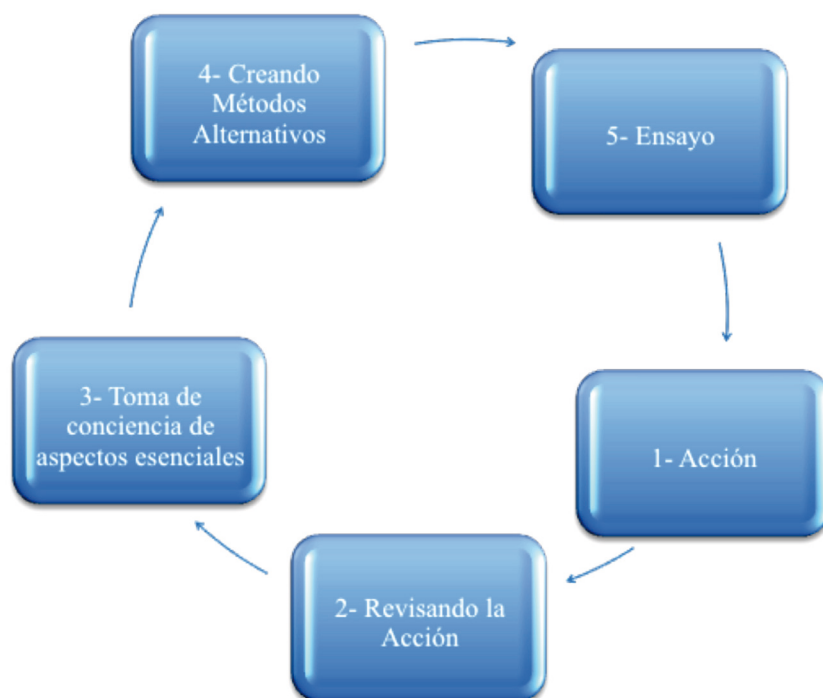 4- Creando
Métodos
Alternativos
5- Ensayo
3- Toma de
conciencia de
aspectos esenciales
1- Acción
2- Revisando la
Acción